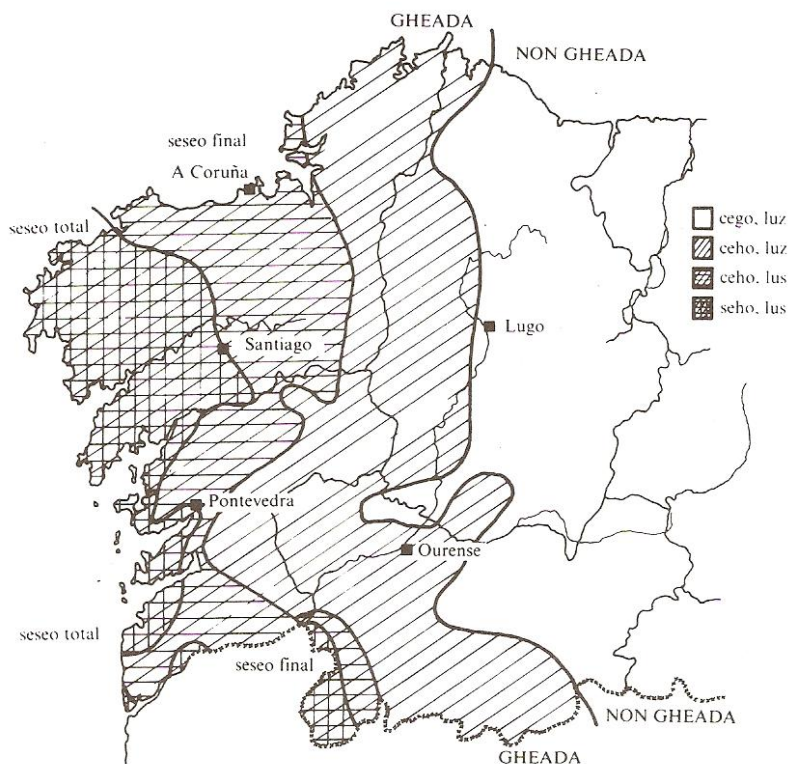 GHEADA
NON GHEADA
seseo final
A Coruña
seseo total
cego, luz
ceho, luz
ceho, lus
seho, lus
Lugo
Santiago
Pontevedra
Ourense
seseo total
seseo final
NON GHEADA
GHEADA